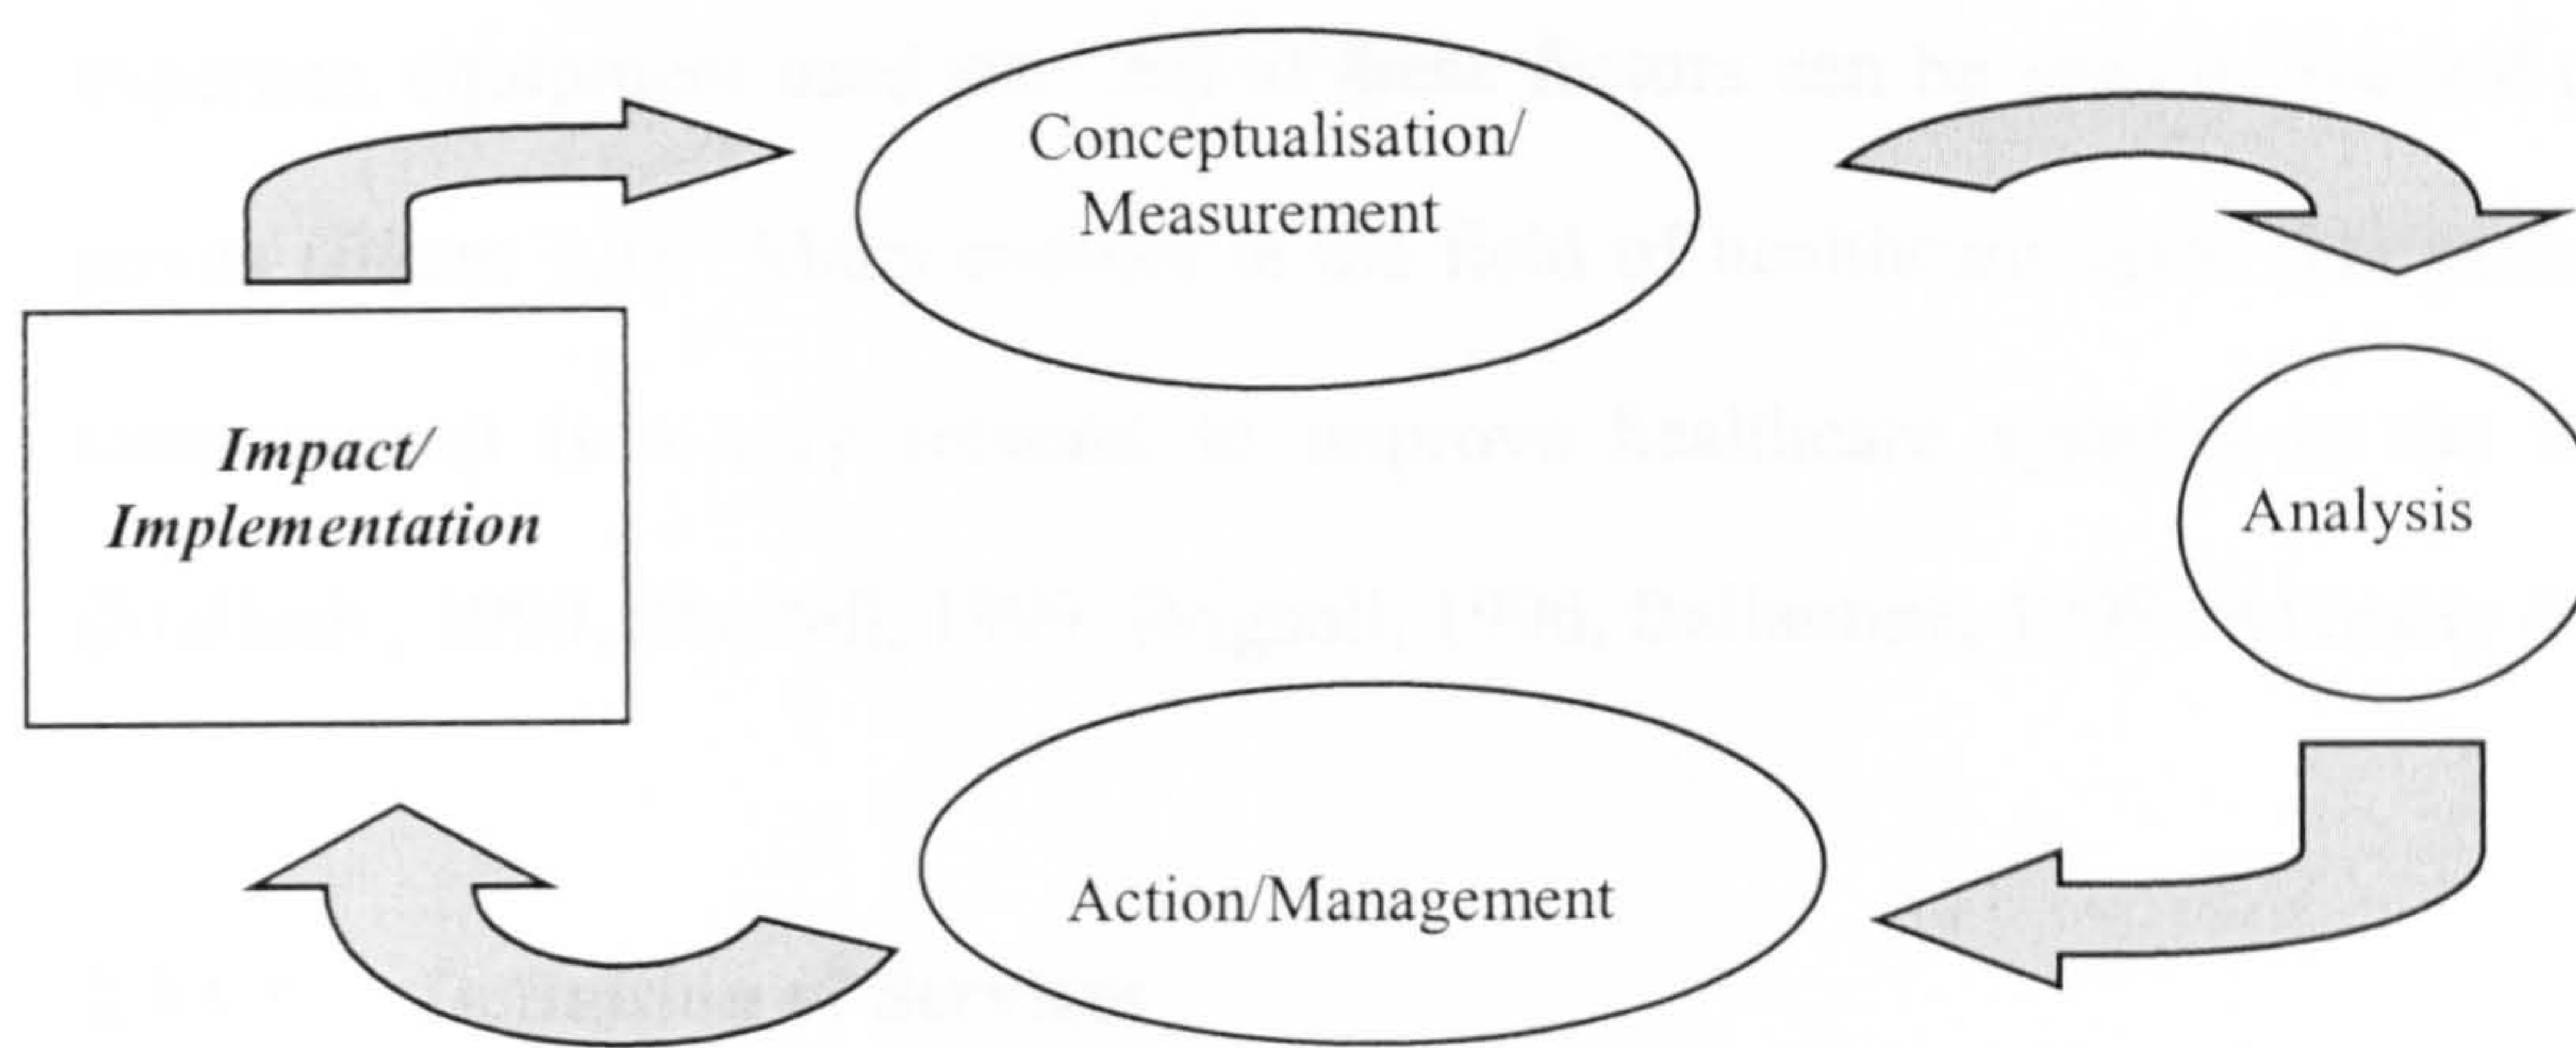 Conceptualisation/
Measurement
Impact/
Implementation
Analysis
Action/Management